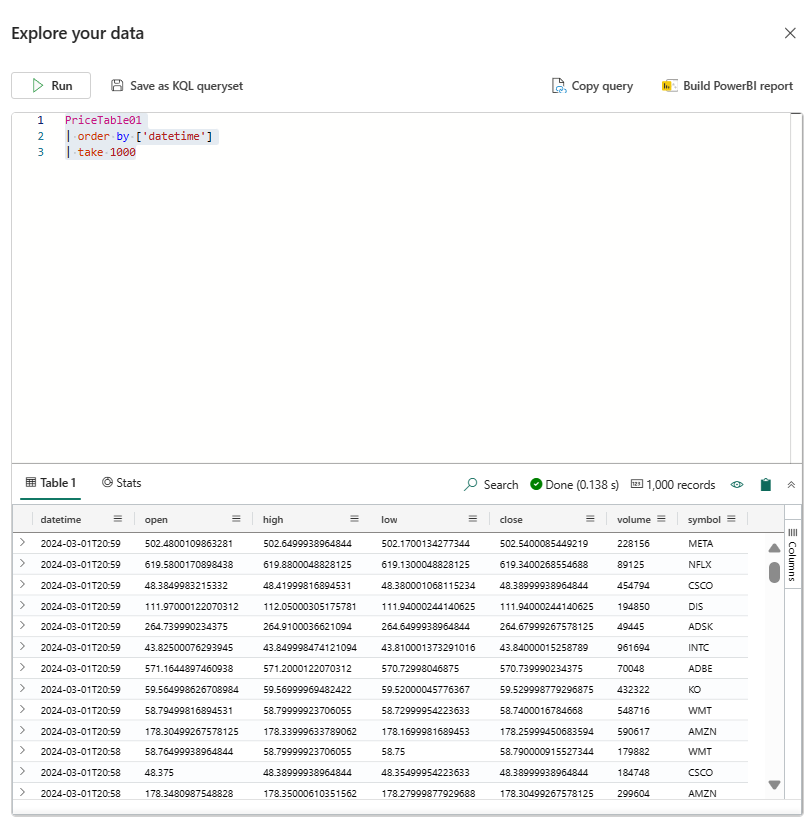 Explore your data
Run Save as KQL queryset Copy query Build PowerBI report
1 PriceTable01
2 | order by ['datetime']
3 | take 1000
Table 1 Stats Search Done (0.138 s) 1,000 records
datetime open high low close volume symbol
2024-03-01T20:59 502.4800109863281 502.6499938964844 502.1700134277344 502.5400085449219 228156 META
2024-03-01T20:59 619.5800170898438 619.8800048828125 619.1300048828125 619.3400268554688 89125 NFLX
2024-03-01T20:59 48.3849983215332 48.41999816894531 48.380001068115234 48.38999938964844 454794 CSCO
2024-03-01T20:59 111.97000122070312 112.05000305175781 111.94000244140625 111.94000244140625 194850 DIS
2024-03-01T20:59 264.739990234375 264.9100036621094 264.6499938964844 264.67999267578125 49445 ADSK
2024-03-01T20:59 43.82500076293945 43.849998474121094 43.810001373291016 43.84000015258789 961694 INTC
2024-03-01T20:59 571.1644897460938 571.2000122070312 570.72998046875 570.739990234375 70048 ADBE
2024-03-01T20:59 59.564998626708984 59.56999969482422 59.52000045776367 59.529998779296875 432322 KO
2024-03-01T20:59 58.79499816894531 58.79999923706055 58.72999954223633 58.7400016784668 548716 WMT
2024-03-01T20:59 178.30499267578125 178.33999633789062 178.1699981689453 178.25999450683594 590617 AMZN
2024-03-01T20:58 58.76499938964844 58.79999923706055 58.75 58.790000915527344 179882 WMT
2024-03-01T20:58 48.375 48.38999938964844 48.35499954223633 48.38999938964844 184748 CSCO
2024-03-01T20:58 178.3480987548828 178.35000610351562 178.27999877929688 178.30499267578125 299604 AMZN
Columns